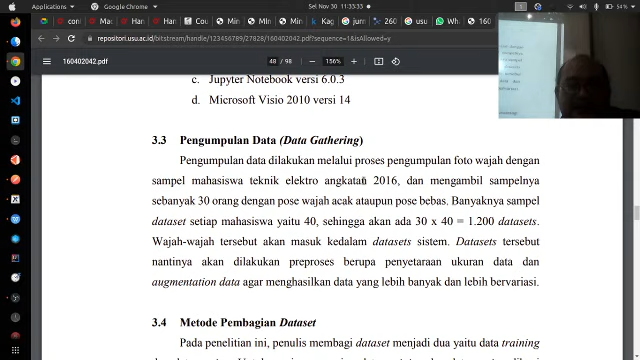 Applications
Sel, Nov 30 11:33:33
54%
repositori.usu.ac.id/bitstream/handle/123456789/27828/160402042.pdf?sequence=1&isAllowed=y
160402042.pdf
48 / 98
156%
c. Jupyter Notebook versi 6.0.3
d. Microsoft Visio 2010 versi 14
3.3 Pengumpulan Data (Data Gathering)
Pengumpulan data dilakukan melalui proses pengumpulan foto wajah dengan
sampel mahasiswa teknik elektro angkatan 2016, dan mengambil sampelnya
sebanyak 30 orang dengan pose wajah acak ataupun pose bebas. Banyaknya sampel
dataset setiap mahasiswa yaitu 40, sehingga akan ada 30 x 40 = 1.200 datasets.
Wajah-wajah tersebut akan masuk kedalam datasets sistem. Datasets tersebut
nantinya akan dilakukan preproses berupa penyetaraan ukuran data dan
augmentation data agar menghasilkan data yang lebih banyak dan lebih bervariasi.
3.4 Metode Pembagian Dataset
Pada penelitian ini, penulis membagi dataset menjadi dua yaitu data training